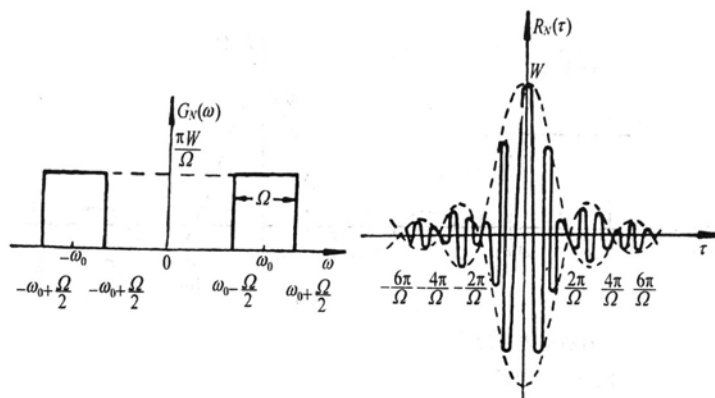 G_N(ω)
πW/Ω
Ω
-ω₀
0
ω₀
ω
-ω₀+Ω/2
-ω₀+Ω/2
ω₀-Ω/2
ω₀+Ω/2
R_N(τ)
W
τ
-6π/Ω
-4π/Ω
-2π/Ω
2π/Ω
4π/Ω
6π/Ω